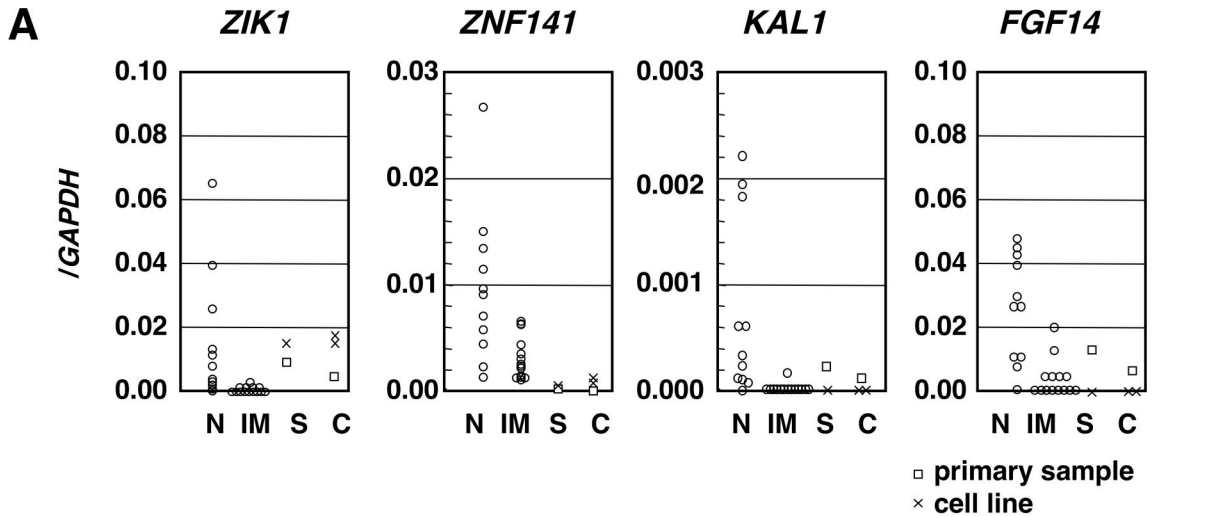 A
ZIK1 ZNF141 KAL1 FGF14
0.10 0.03 0.003 0.10
0.08 0.08
0.02 0.002
0.06 0.06
0.04 0.04
0.01 0.001
0.02 0.02
0.00 0.00 0.000 0.00
/GAPDH
N IM S C N IM S C N IM S C N IM S C
primary sample
cell line